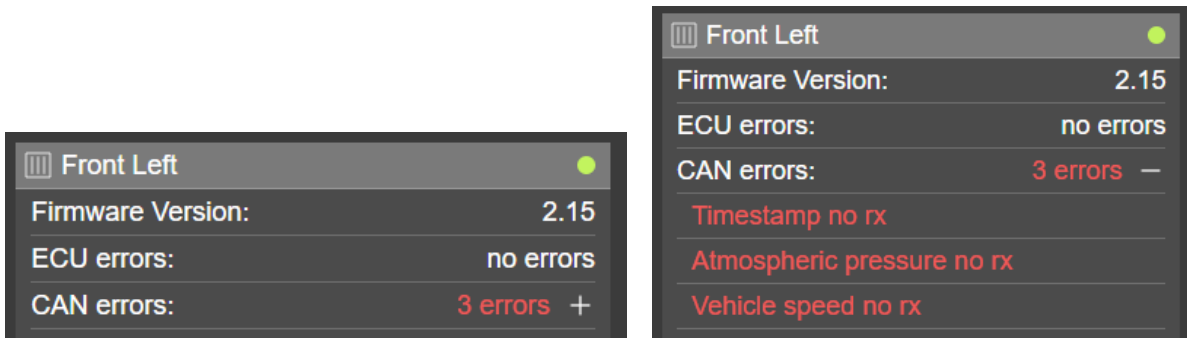 Front Left
Firmware Version: 2.15
ECU errors: no errors
CAN errors: 3 errors +
Front Left
Firmware Version: 2.15
ECU errors: no errors
CAN errors: 3 errors −
Timestamp no rx
Atmospheric pressure no rx
Vehicle speed no rx